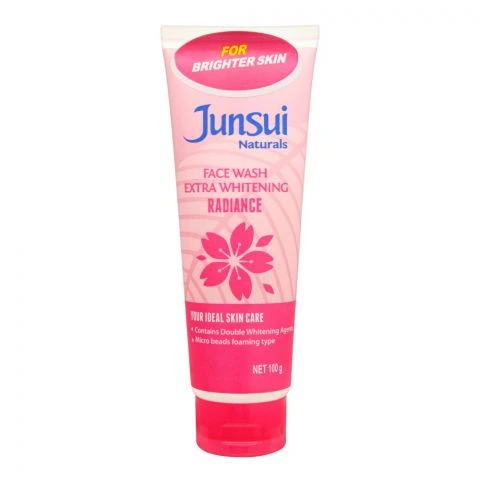 FOR
BRIGHTER SKIN
Junsui
Naturals
FACE WASH
EXTRA WHITENING
RADIANCE
YOUR IDEAL SKIN CARE
• Contains Double Whitening Agents
• Micro beads foaming type
NET 100 g